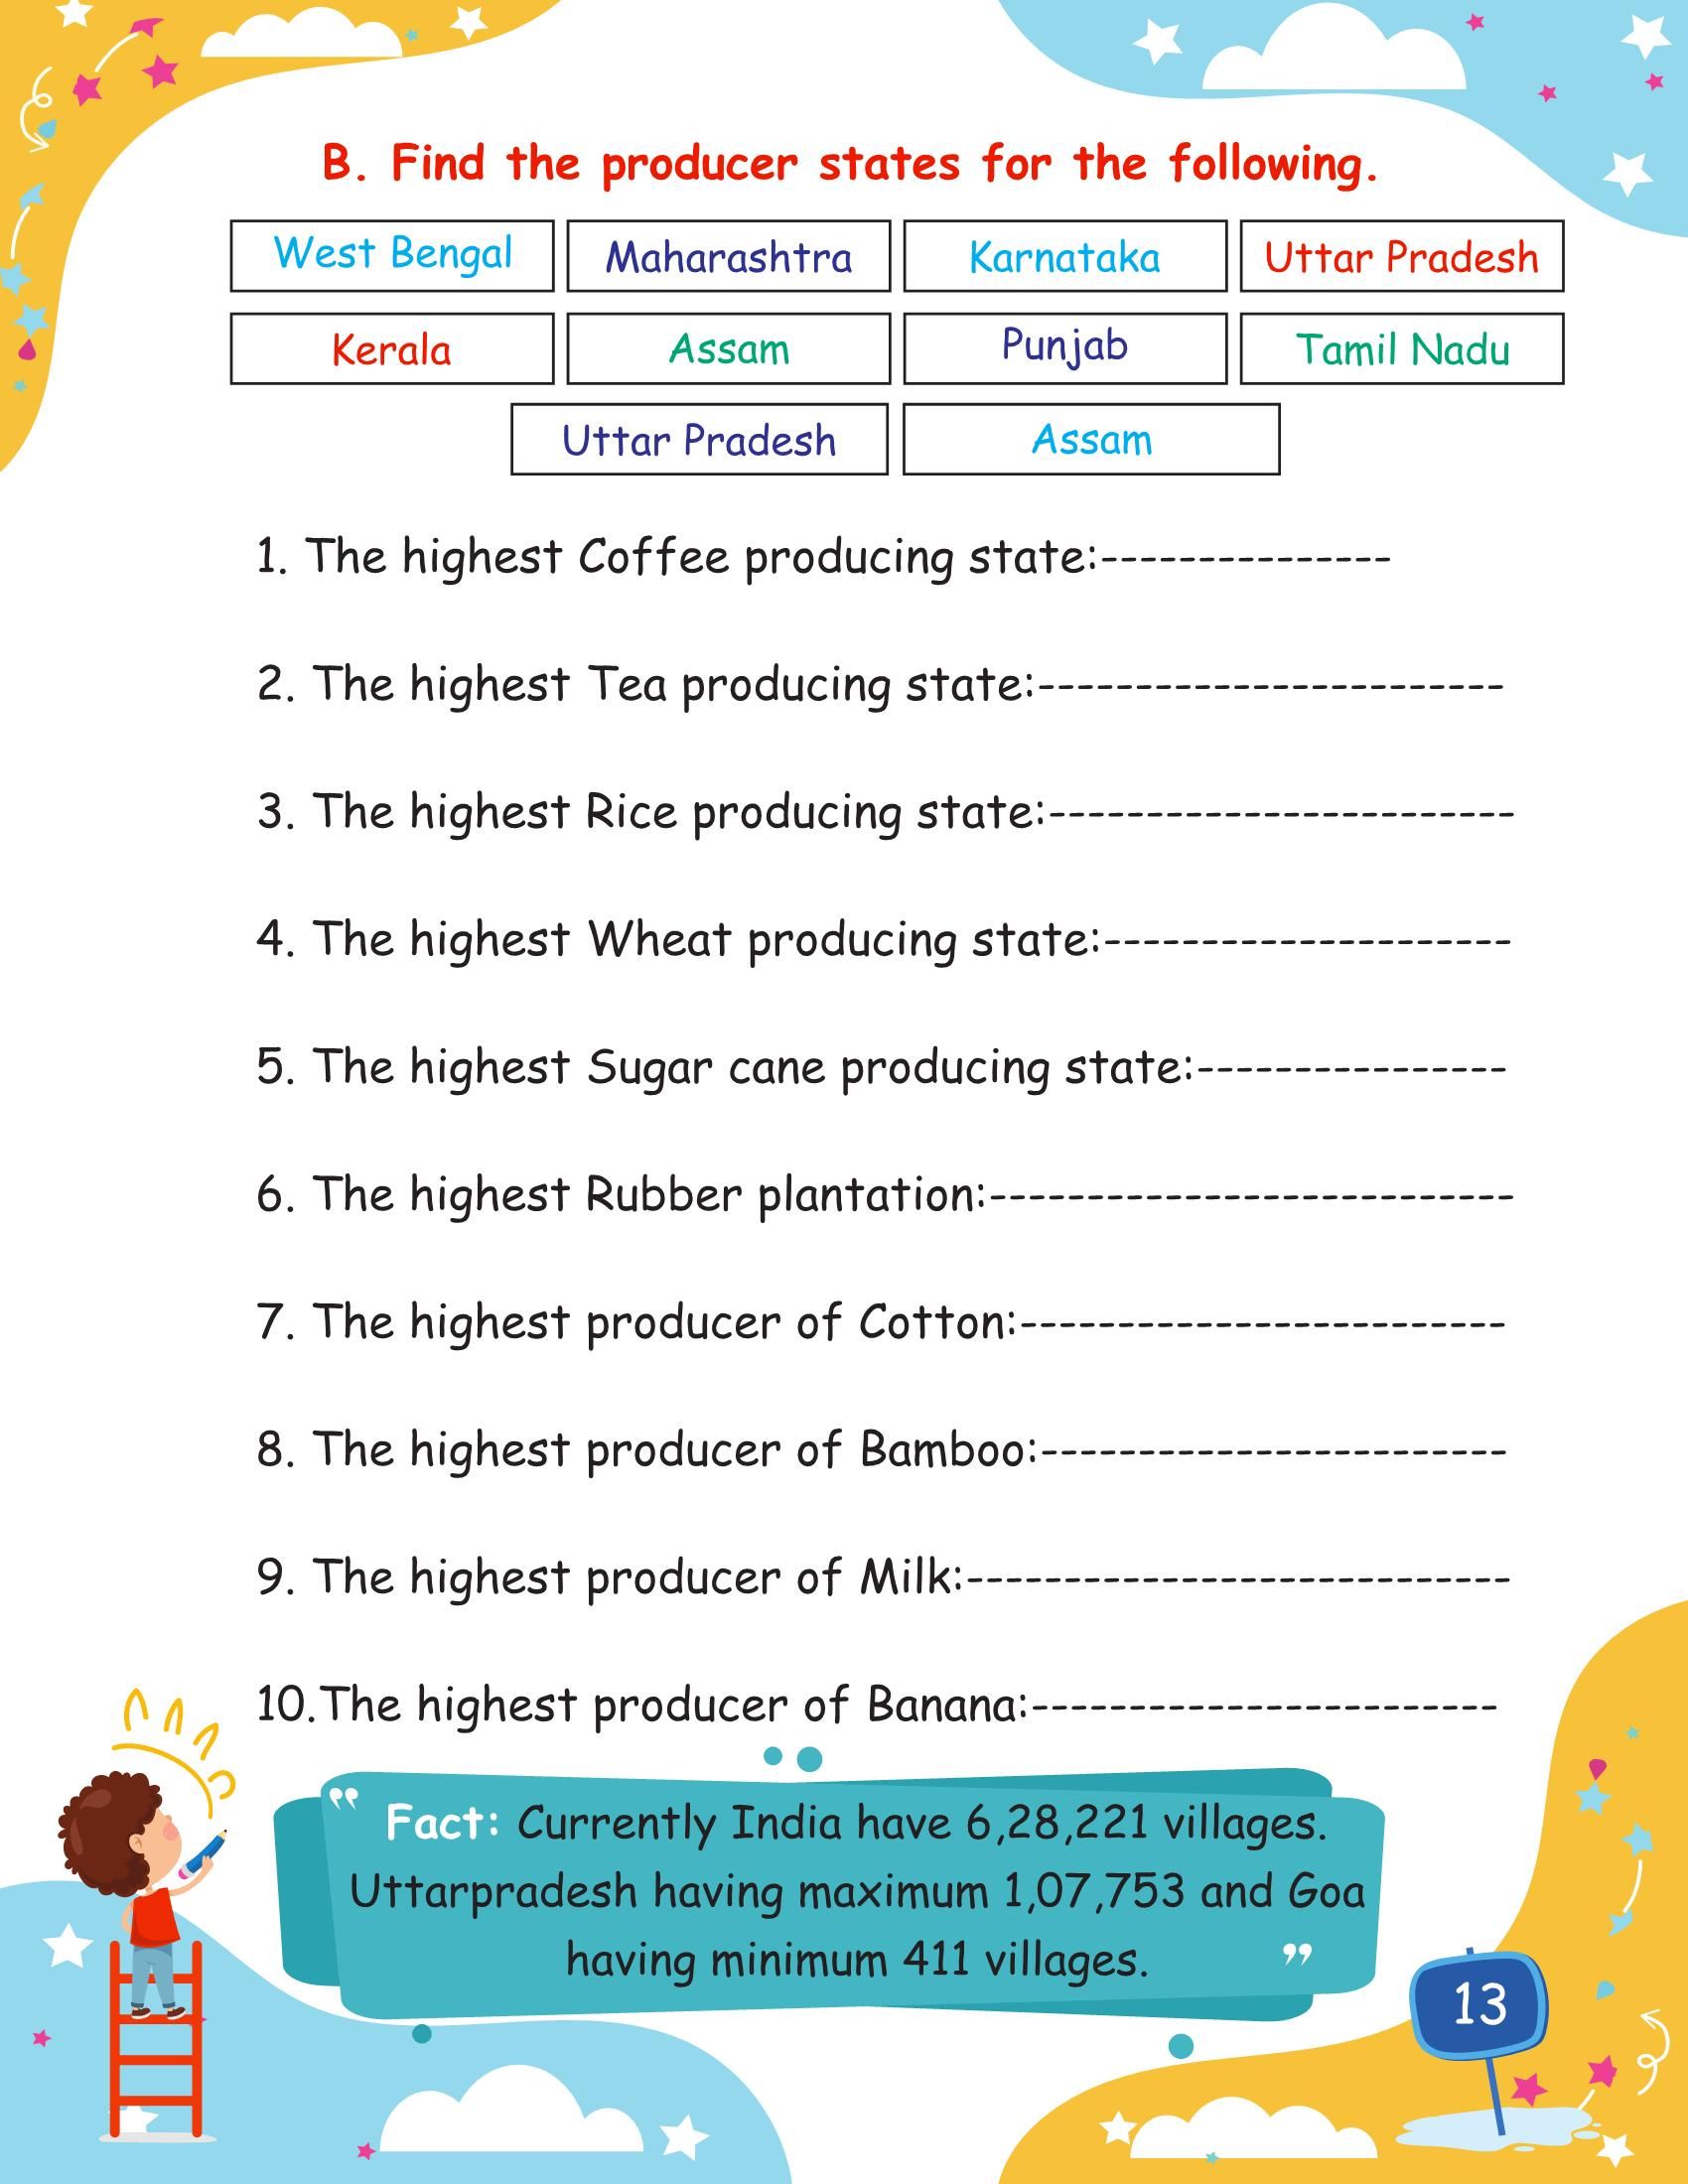 B. Find the producer states for the following.
West Bengal Maharashtra Karnataka Uttar Pradesh
Kerala Assam Punjab Tamil Nadu
Uttar Pradesh Assam
1. The highest Coffee producing state:---------------
2. The highest Tea producing state:------------------------
3. The highest Rice producing state:------------------------
4. The highest Wheat producing state:---------------------
5. The highest Sugar cane producing state:----------------
6. The highest Rubber plantation:---------------------------
7. The highest producer of Cotton:-------------------------
8. The highest producer of Bamboo:------------------------
9. The highest producer of Milk:----------------------------
10.The highest producer of Banana:------------------------
" Fact: Currently India have 6,28,221 villages.
Uttarpradesh having maximum 1,07,753 and Goa
having minimum 411 villages. "
13